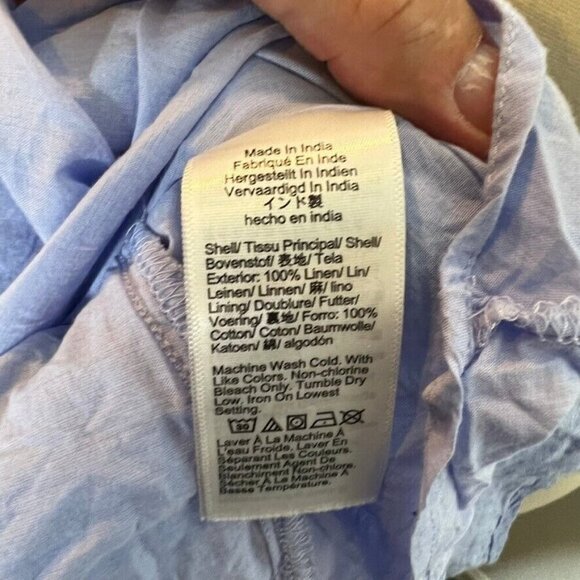 Made In India
Fabriqué En Inde
Hergestellt In Indien
Vervaardigd In India
インド製
hecho en india
Shell/ Tissu Principal/ Shell/
Bovenstof/ 表地/ Tela
Exterior: 100% Linen/ Lin/
Leinen/ Linnen/ 麻/ lino
Lining/ Doublure/ Futter/
Voering/ 裏地/ Forro: 100%
Cotton/ Coton/ Baumwolle/
Katoen/ 綿/ algodón
Machine Wash Cold. With
Like Colors. Non-chlorine
Bleach Only. Tumble Dry
Low. Iron On Lowest
Setting.
30
Laver À La Machine À
L'eau Froide. Laver En
Séparant Les Couleurs.
Seulement Agent De
Blanchiment Non-chlore.
Sécher À La Machine À
Basse Température.